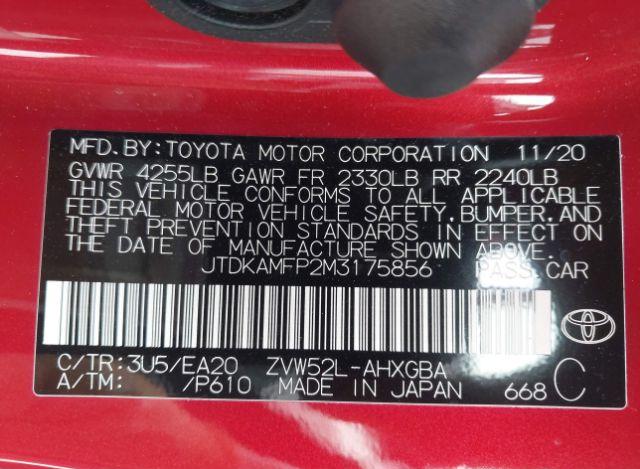 MFD.BY:TOYOTA MOTOR CORPORATION 11/20
GVWR 4255LB GAWR FR 2330LB RR 2240LB
THIS VEHICLE CONFORMS TO ALL APPLICABLE
FEDERAL MOTOR VEHICLE SAFETY,BUMPER,AND
THEFT PREVENTION STANDARDS IN EFFECT ON
THE DATE OF MANUFACTURE SHOWN ABOVE.
JTDKAMFP2M3175856 PASS.CAR
C/TR:3U5/EA20 ZVW52L-AHXGBA C
A/TM: /P610 MADE IN JAPAN 668